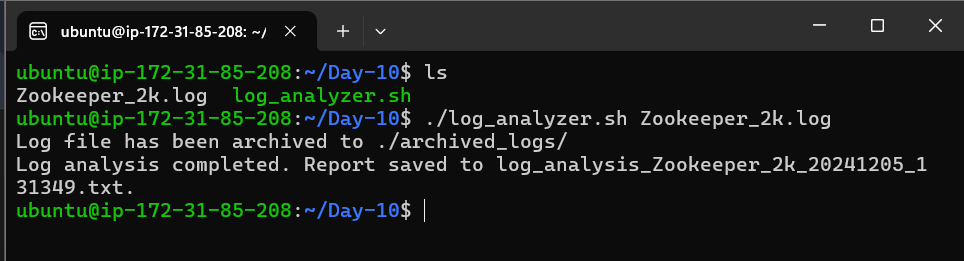 ubuntu@ip-172-31-85-208: ~/
ubuntu@ip-172-31-85-208:~/Day-10$ ls
Zookeeper_2k.log  log_analyzer.sh
ubuntu@ip-172-31-85-208:~/Day-10$ ./log_analyzer.sh Zookeeper_2k.log
Log file has been archived to ./archived_logs/
Log analysis completed. Report saved to log_analysis_Zookeeper_2k_20241205_1
31349.txt.
ubuntu@ip-172-31-85-208:~/Day-10$